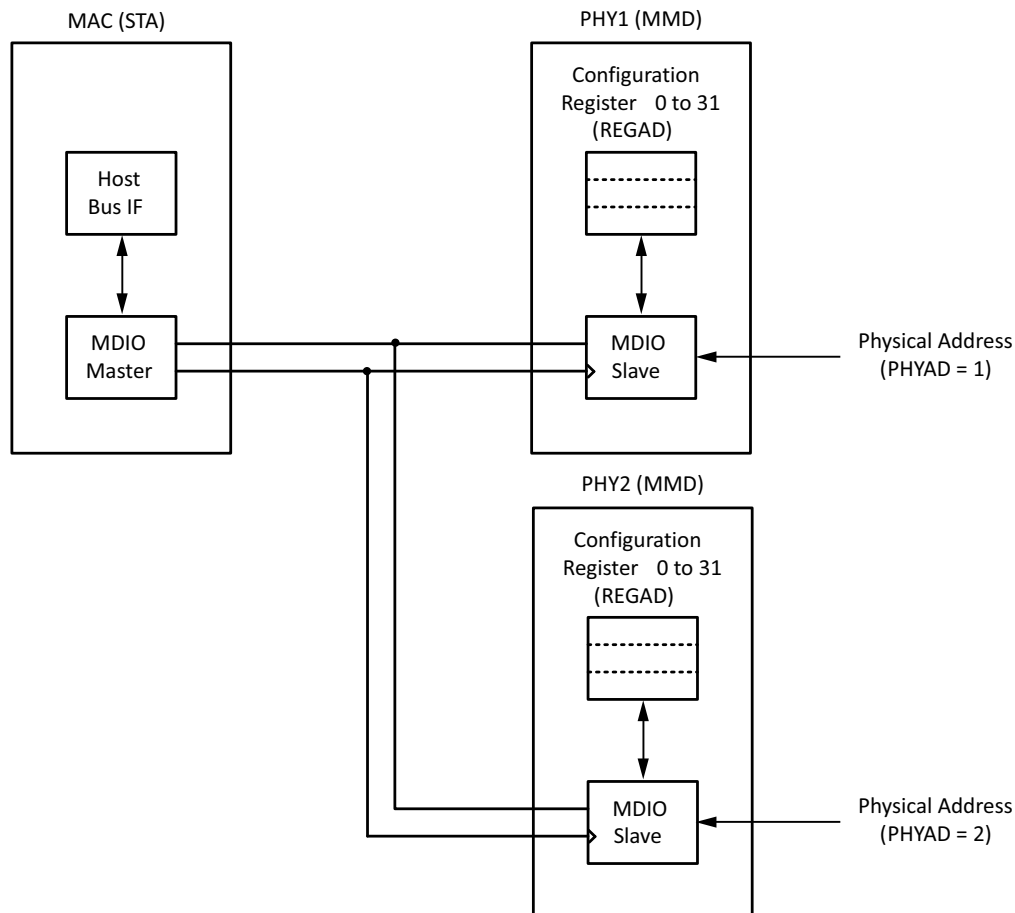 MAC (STA)
Host
Bus IF
MDIO
Master
PHY1 (MMD)
Configuration
Register 0 to 31
(REGAD)
MDIO
Slave
Physical Address
(PHYAD = 1)
PHY2 (MMD)
Configuration
Register 0 to 31
(REGAD)
MDIO
Slave
Physical Address
(PHYAD = 2)